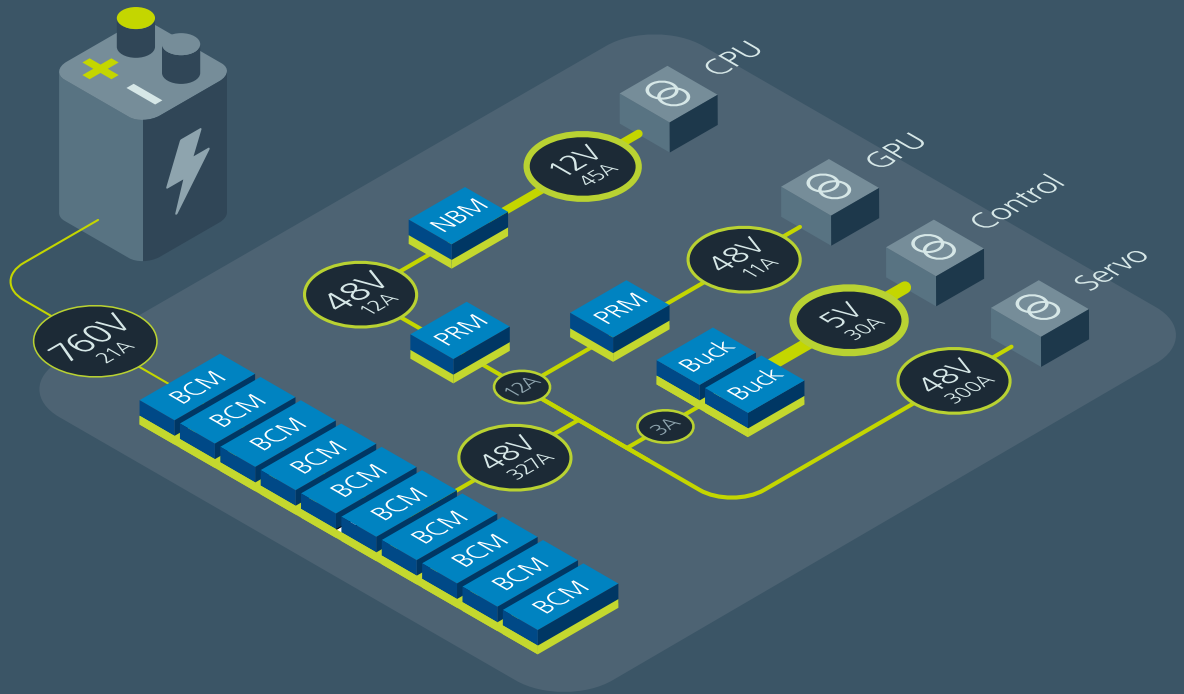 CPU
12V
45A
GPU
NBM
Control
48V
11A
Servo
48V
12A
PRM
PRM
5V
30A
760V
21A
Buck
Buck
12A
48V
300A
3A
48V
327A
BCM
BCM
BCM
BCM
BCM
BCM
BCM
BCM
BCM
BCM